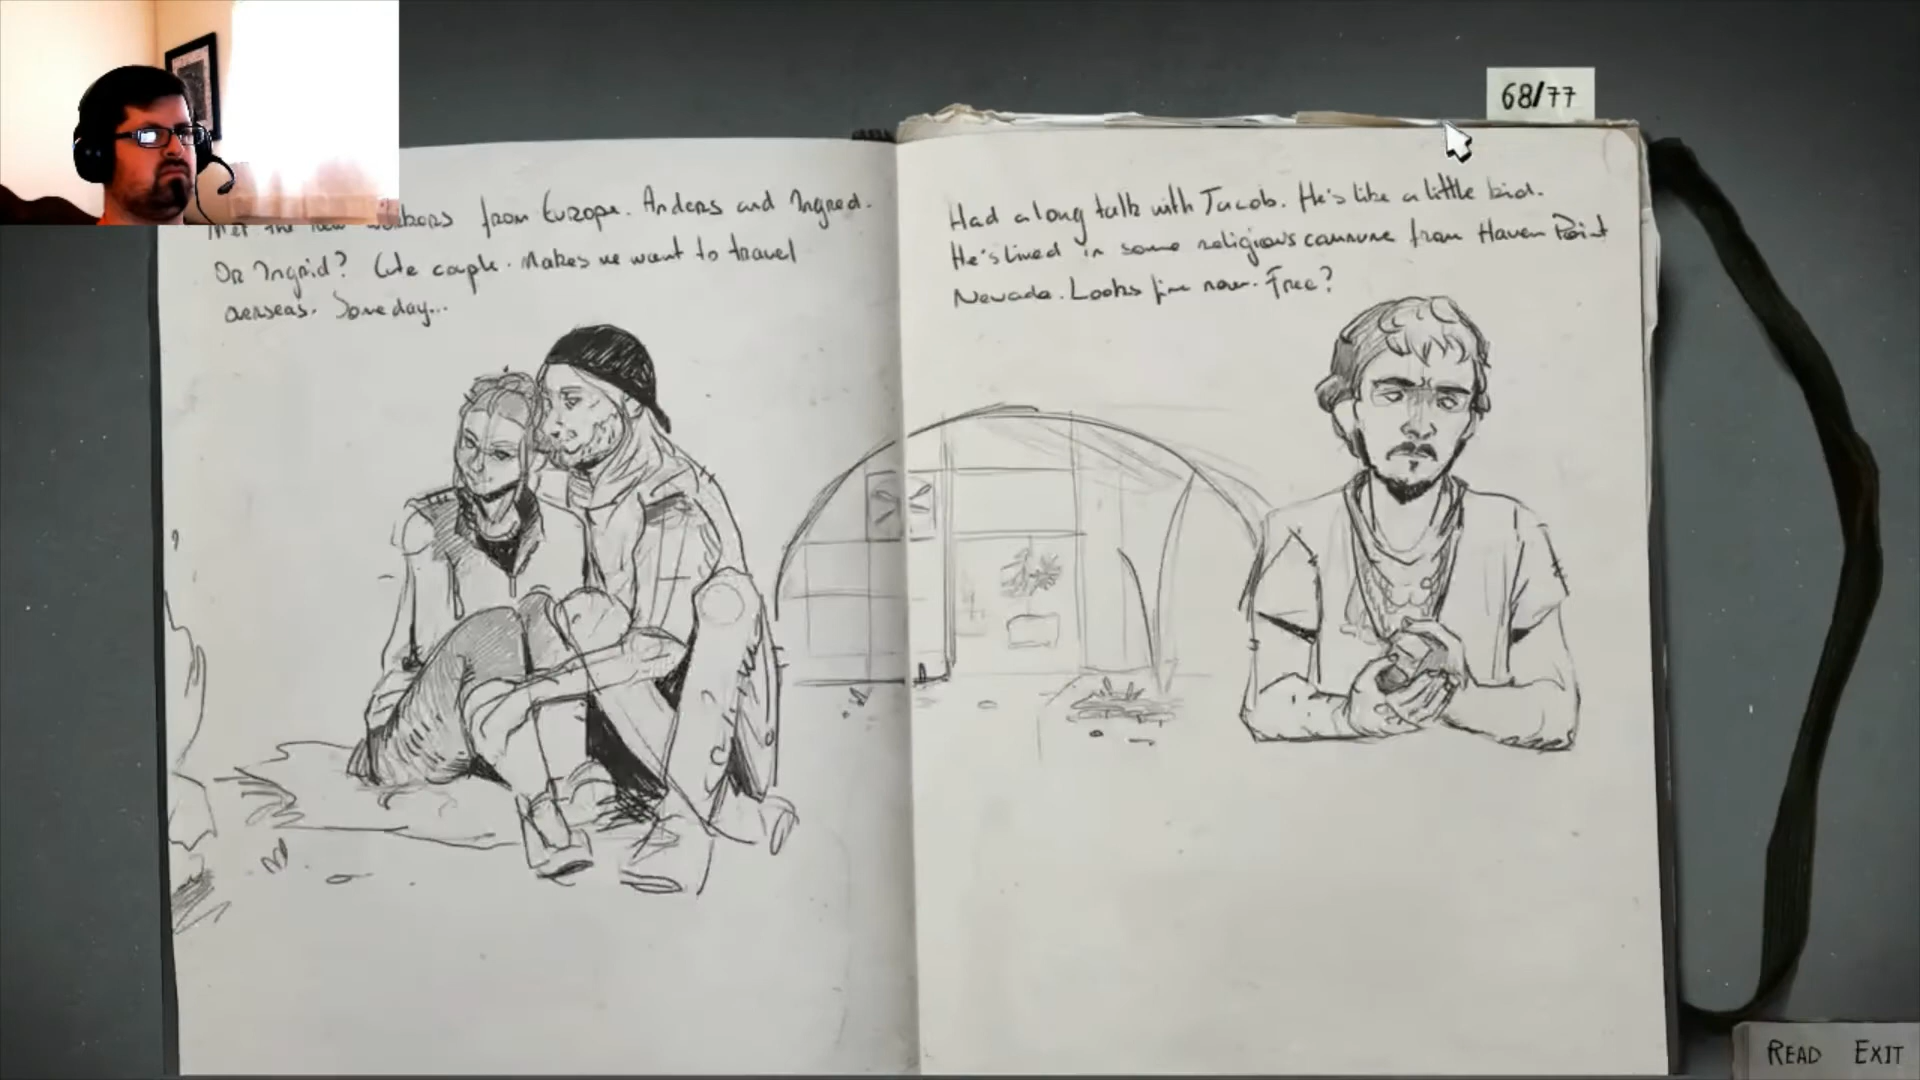 68/77
Met the new workers from Europe. Anders and Ingred.
Or Ingrid? Cute couple. Makes me want to travel
overseas. Someday...
Had a long talk with Jacob. He's like a little kid.
He's lived in some religious commune from Haven Point
Nevada. Looks fine now. Free?
READ EXIT